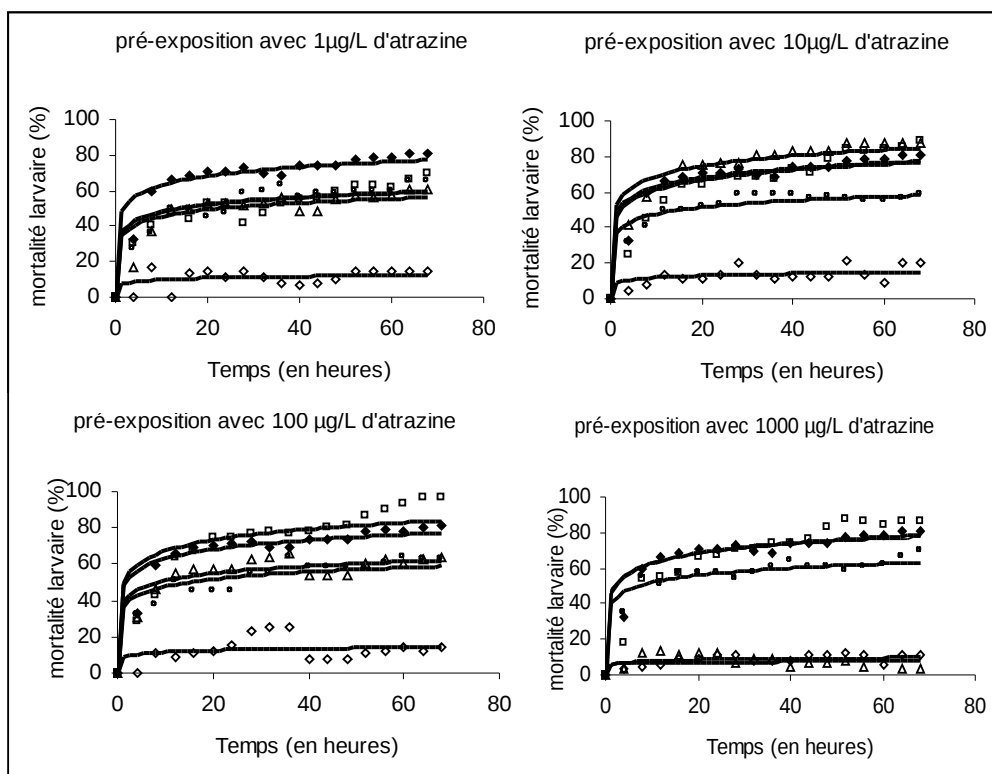 pré-exposition avec 1µg/L d'atrazine
mortalité larvaire (%)
100
80
60
40
20
0
0 20 40 60 80
Temps (en heures)
pré-exposition avec 10µg/L d'atrazine
mortalité larvaire (%)
100
80
60
40
20
0
0 20 40 60 80
Temps (en heures)
pré-exposition avec 100 µg/L d'atrazine
mortalité larvaire (%)
100
80
60
40
20
0
0 20 40 60 80
Temps (en heures)
pré-exposition avec 1000 µg/L d'atrazine
mortalité larvaire (%)
100
80
60
40
20
0
0 20 40 60 80
Temps (en heures)